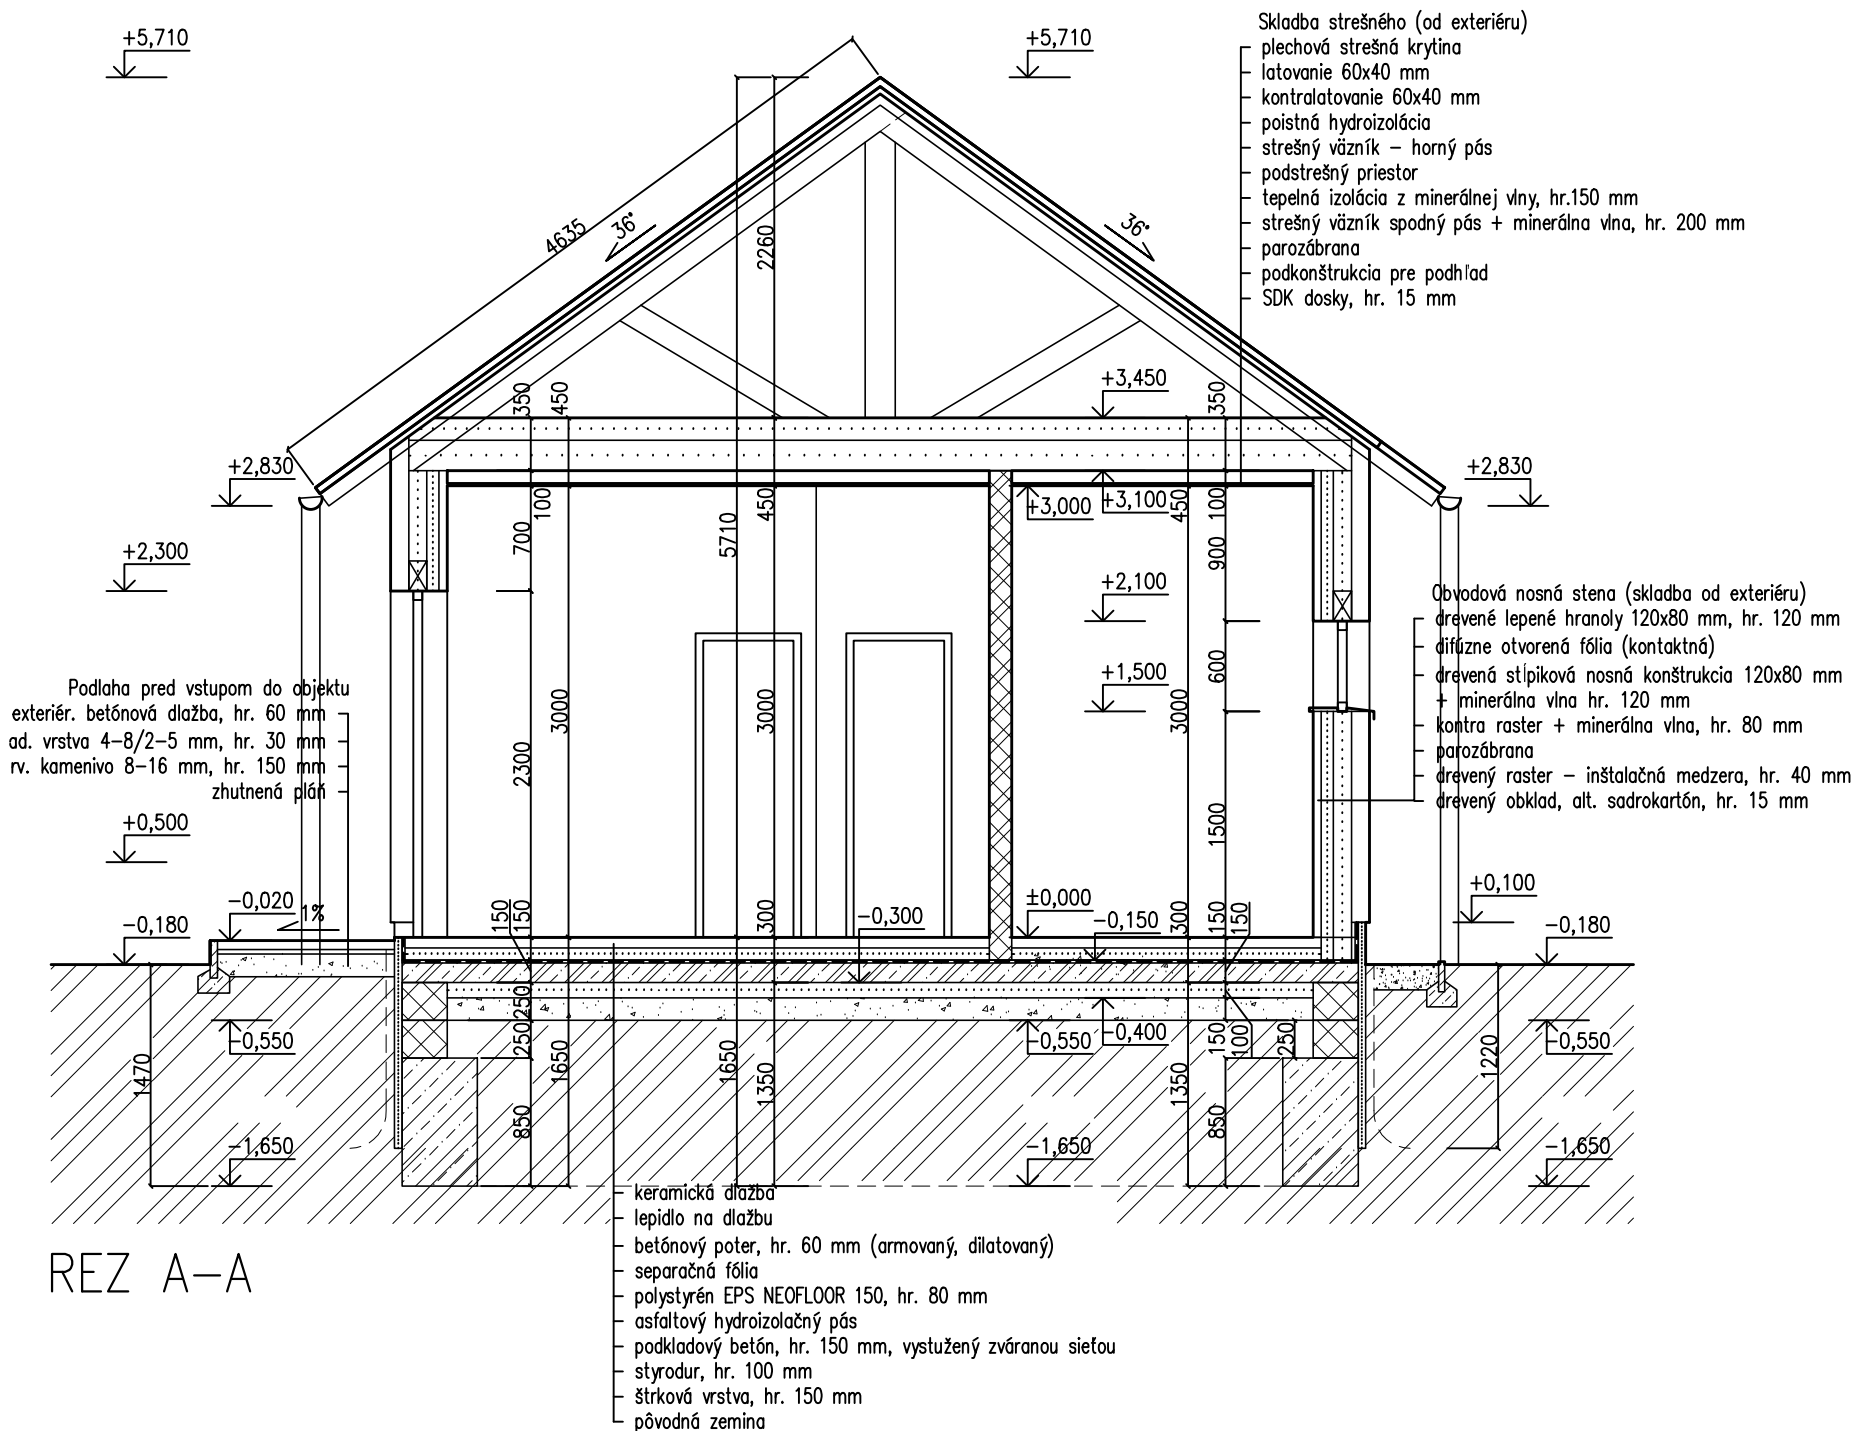 Skladba strešného (od exteriéru)
plechová strešná krytina
latovanie 60x40 mm
kontralatovanie 60x40 mm
poistná hydroizolácia
strešný väzník – horný pás
podstrešný priestor
tepelná izolácia z minerálnej vlny, hr.150 mm
strešný väzník spodný pás + minerálna vlna, hr. 200 mm
parozábrana
podkonštrukcia pre podhľad
SDK dosky, hr. 15 mm
+5,710
+5,710
4635
36°
36°
2260
350
450
+3,450
350
+2,830
+2,830
100
450
+3,000
+3,100
450
100
700
5710
900
+2,300
+2,100
+1,500
600
3000
3000
3000
2300
1500
Obvodová nosná stena (skladba od exteriéru)
drevené lepené hranoly 120x80 mm, hr. 120 mm
difúzne otvorená fólia (kontaktná)
drevená stĺpiková nosná konštrukcia 120x80 mm
+ minerálna vlna hr. 120 mm
kontra raster + minerálna vlna, hr. 80 mm
parozábrana
drevený raster – inštalačná medzera, hr. 40 mm
drevený obklad, alt. sadrokartón, hr. 15 mm
Podlaha pred vstupom do objektu
exteriér. betónová dlažba, hr. 60 mm
ad. vrstva 4–8/2–5 mm, hr. 30 mm
rv. kamenivo 8–16 mm, hr. 150 mm
zhutnená pláň
+0,500
–0,020
1%
–0,180
150
150
300
–0,300
±0,000
–0,150
300
150
150
+0,100
–0,180
250
250
–0,550
1470
1650
1650
1350
–0,550
–0,400
1350
150
100
250
1220
–0,550
850
850
–1,650
–1,650
–1,650
keramická dlažba
lepidlo na dlažbu
betónový poter, hr. 60 mm (armovaný, dilatovaný)
separačná fólia
polystyrén EPS NEOFLOOR 150, hr. 80 mm
asfaltový hydroizolačný pás
podkladový betón, hr. 150 mm, vystužený zváranou sieťou
styrodur, hr. 100 mm
štrková vrstva, hr. 150 mm
pôvodná zemina
REZ A–A